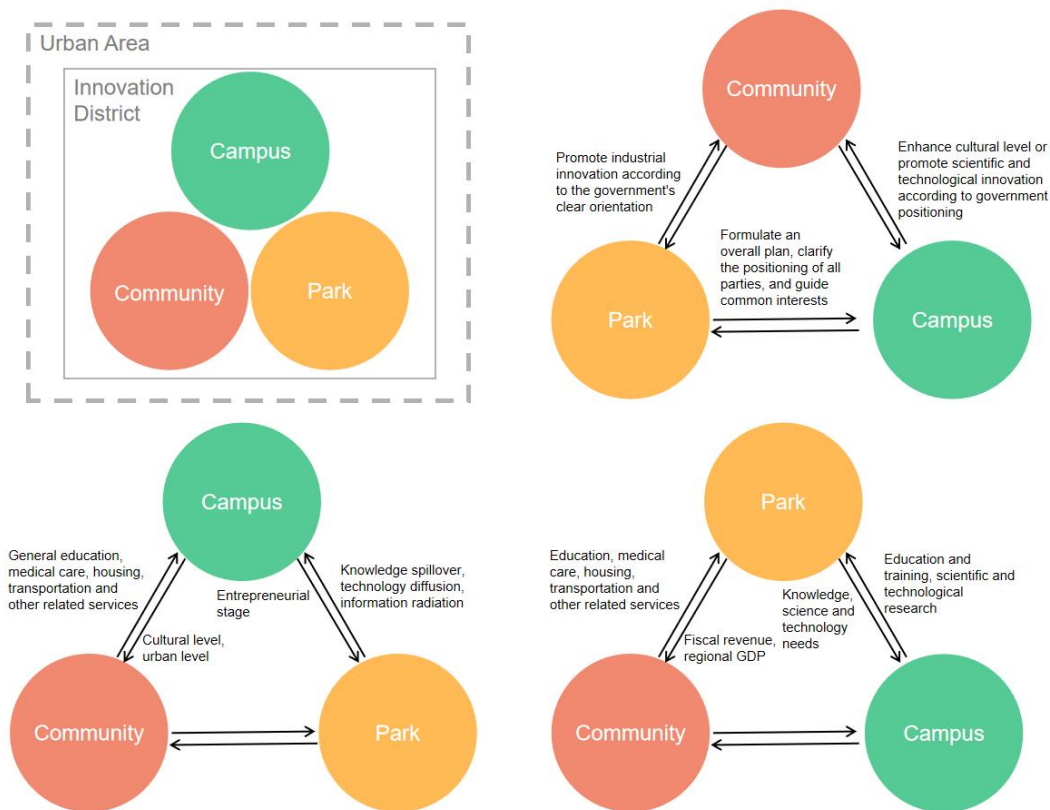 Urban Area
Innovation
District
Campus
Community
Park
Community
Promote industrial
innovation according
to the government's
clear orientation
Enhance cultural level or
promote scientific and
technological innovation
according to government
positioning
Formulate an
overall plan, clarify
the positioning of all
parties, and guide
common interests
Park
Campus
Campus
General education,
medical care, housing,
transportation and
other related services
Entrepreneurial
stage
Knowledge spillover,
technology diffusion,
information radiation
Cultural level,
urban level
Community
Park
Park
Education, medical
care, housing,
transportation and
other related services
Knowledge,
science and
technology
needs
Education and
training, scientific and
technological
research
Fiscal revenue,
regional GDP
Community
Campus